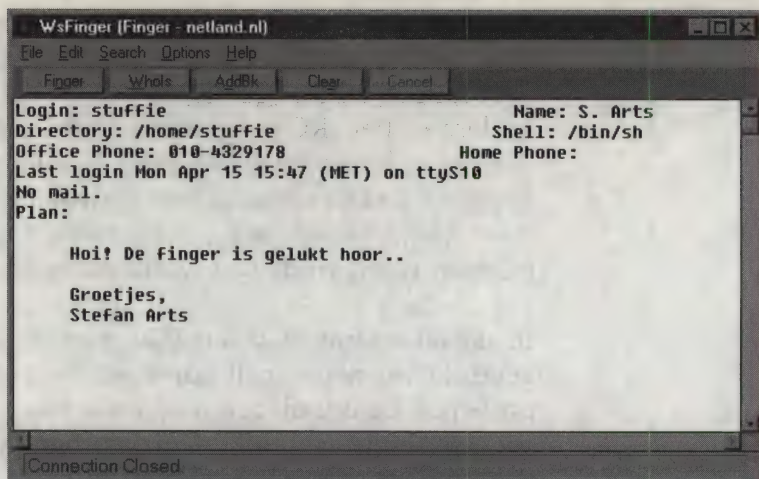 WsFinger (Finger - netland.nl)
File Edit Search Options Help
Finger WhoIs AddBk Clear Cancel
Login: stuffie Name: S. Arts
Directory: /home/stuffie Shell: /bin/sh
Office Phone: 010-4329178 Home Phone:
Last login Mon Apr 15 15:47 (MET) on ttyS10
No mail.
Plan:
Hoi! De finger is gelukt hoor..
Groetjes,
Stefan Arts
Connection Closed